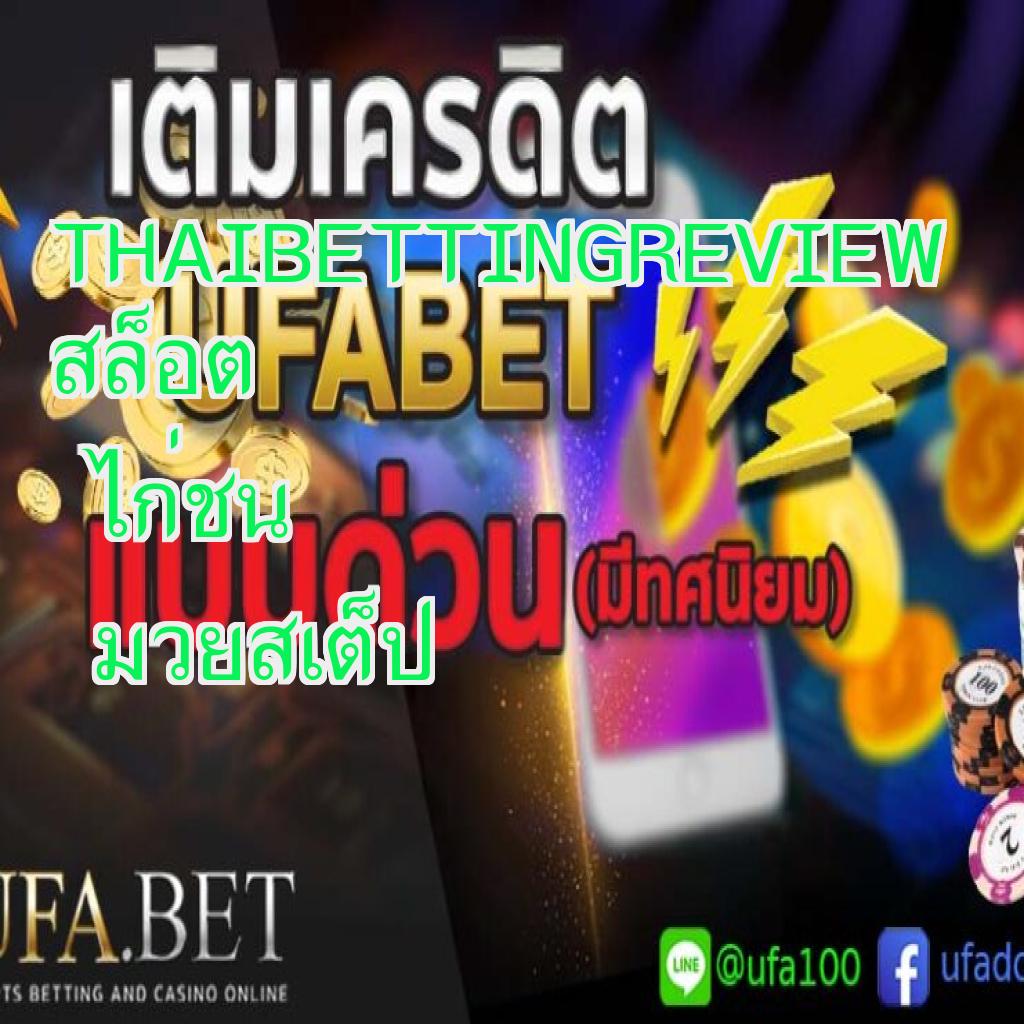 เติมเครดิต
THAIBETTINGREVIEW
UFABET
สล็อต
ไก่ชน
แบบด่วน (มีทศนิยม)
มวยสเต็ป
100
UFA.BET
BETTING AND CASINO ONLINE
LINE @ufa100 f